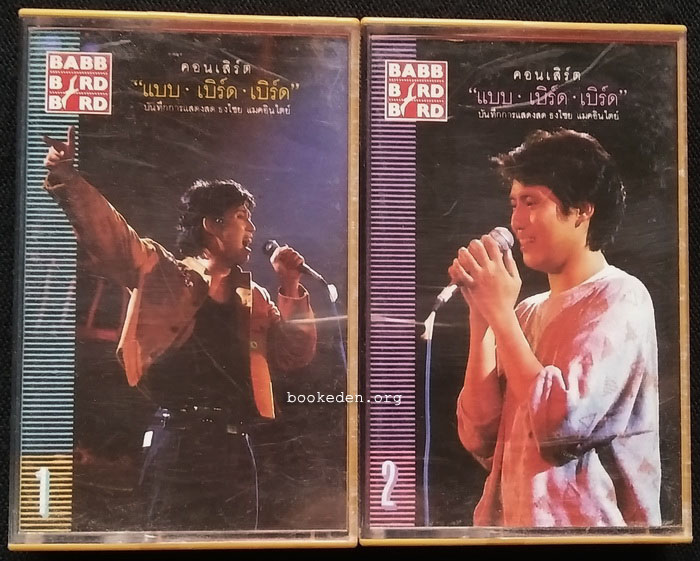 BABB
BIRD
BIRD
คอนเสิร์ต
“แบบ · เบิร์ด · เบิร์ด”
บันทึกการแสดงสด ธงไชย แมคอินไตย์
1
BABB
BIRD
BIRD
คอนเสิร์ต
“แบบ · เบิร์ด · เบิร์ด”
บันทึกการแสดงสด ธงไชย แมคอินไตย์
2
bookeden.org